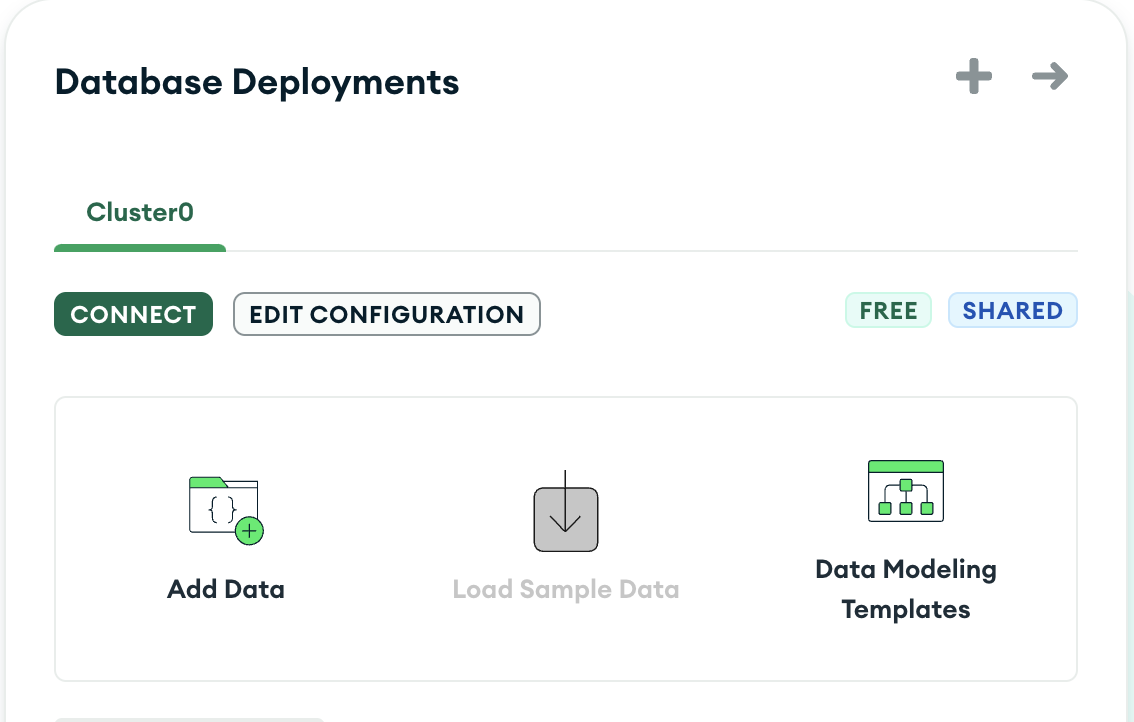 Database Deployments
Cluster0
CONNECT
EDIT CONFIGURATION
FREE
SHARED
{ }
Add Data
Load Sample Data
Data Modeling
Templates